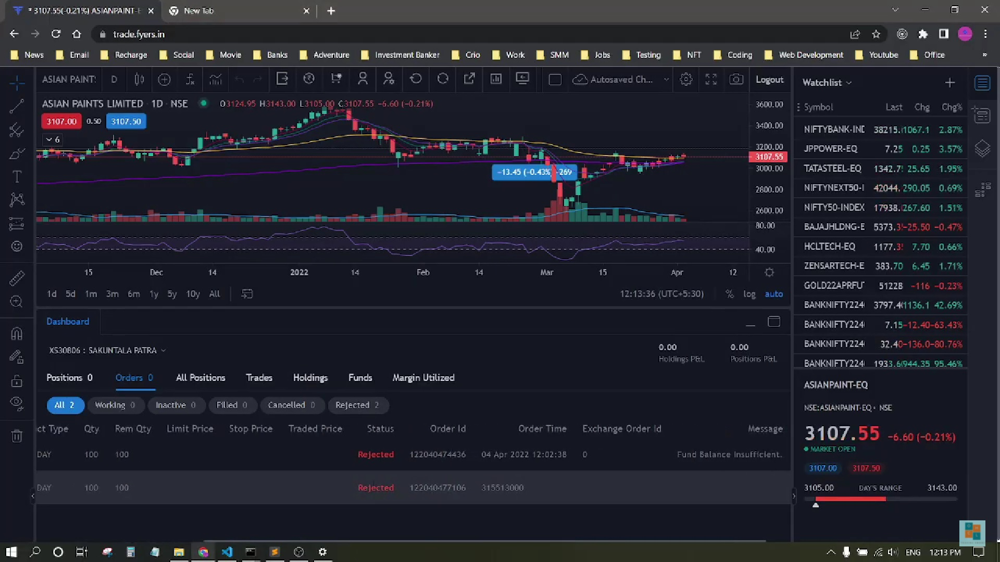 * 3107.55(-0.21%) ASIANPAINT-E
New Tab
trade.fyers.in
News Email Recharge Social Movie Banks Adventure Investment Banker Crio Work SMM Jobs Testing NFT Coding Web Development Youtube Office »
ASIAN PAINT: D Autosaved Ch... Logout
ASIAN PAINTS LIMITED · 1D · NSE O3124.95 H3143.00 L3105.00 C3107.55 −6.60 (−0.21%)
3107.00 0.50 3107.50
6
3600.00
3400.00
3200.00
3107.55
3000.00
2800.00
2600.00
80.00
40.00
−13.45 (−0.43%) -269
15 Dec 14 2022 14 Feb 14 Mar 15 Apr 12
1d 5d 1m 3m 6m 1y 5y 10y All 12:13:36 (UTC+5:30) % log auto
Dashboard
XS30806 : SAKUNTALA PATRA
0.00 0.00
Holdings P&L Positions P&L
Positions 0 Orders 0 All Positions Trades Holdings Funds Margin Utilized
All 2 Working 0 Inactive 0 Filled 0 Cancelled 0 Rejected 2
ct Type Qty Rem Qty Limit Price Stop Price Traded Price Status Order Id Order Time Exchange Order Id Message
DAY 100 100 Rejected 122040474436 04 Apr 2022 12:02:38 0 Fund Balance Insufficient.
DAY 100 100 Rejected 122040477106 315513000
Watchlist
Symbol Last Chg Chg%
NIFTYBANK-IND 38215. 1067.1 2.87%
JPPOWER-EQ 7.25 0.25 3.57%
TATASTEEL-EQ 1342.7 25.65 1.95%
NIFTYNEXT50-I 42044. 290.05 0.69%
NIFTY50-INDEX 17938. 267.60 1.51%
BAJAJHLDNG-E 5373.3 −25.50 −0.47%
HCLTECH-EQ 1177.3 7.70 0.66%
ZENSARTECH-E 383.70 6.45 1.71%
GOLD22APRFUT 51228 −116 −0.23%
BANKNIFTY224 3797.4 1136.1 42.69%
BANKNIFTY224 7.15 −12.40 −63.43%
BANKNIFTY224 32.40 −136.0 −80.76%
BANKNIFTY224 1933.6 944.35 95.46%
ASIANPAINT-EQ
NSE:ASIANPAINT-EQ • NSE
3107.55 −6.60 (−0.21%)
MARKET OPEN
3107.00 3107.50
3105.00 DAY'S RANGE 3143.00
ENG 12:13 PM